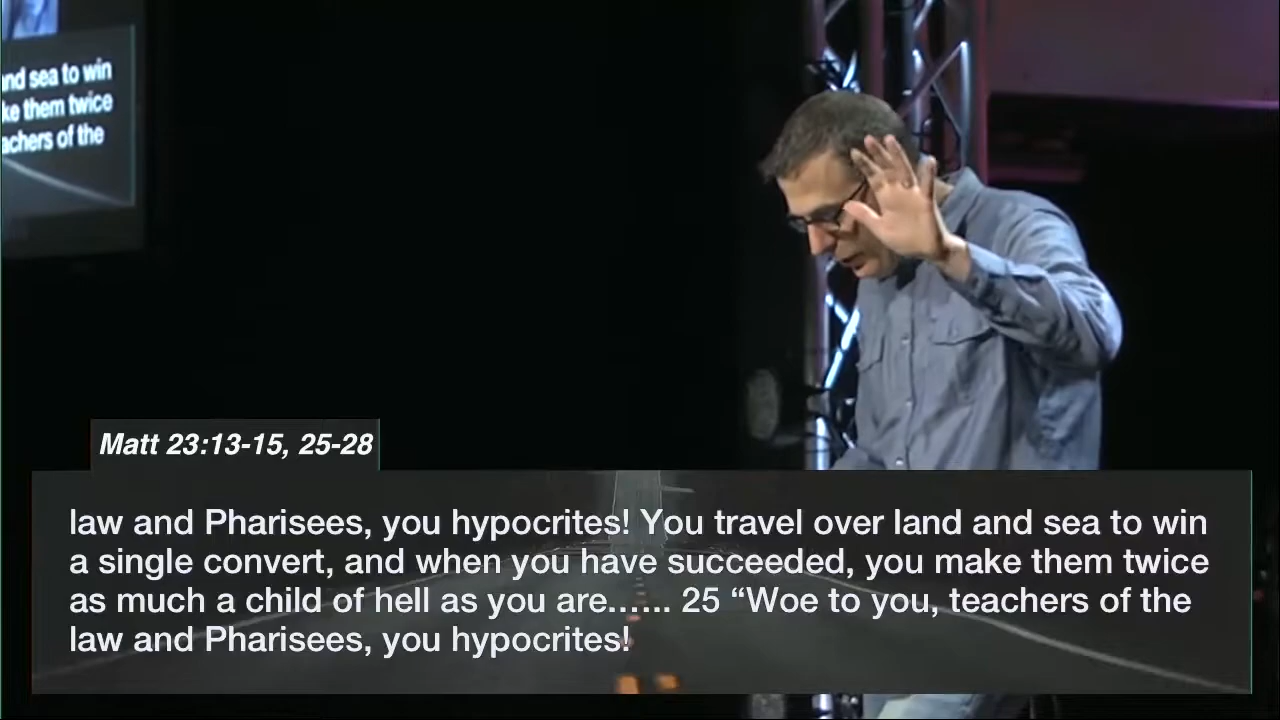 nd sea to win
ke them twice
achers of the
Matt 23:13-15, 25-28
law and Pharisees, you hypocrites! You travel over land and sea to win
a single convert, and when you have succeeded, you make them twice
as much a child of hell as you are...... 25 “Woe to you, teachers of the
law and Pharisees, you hypocrites!